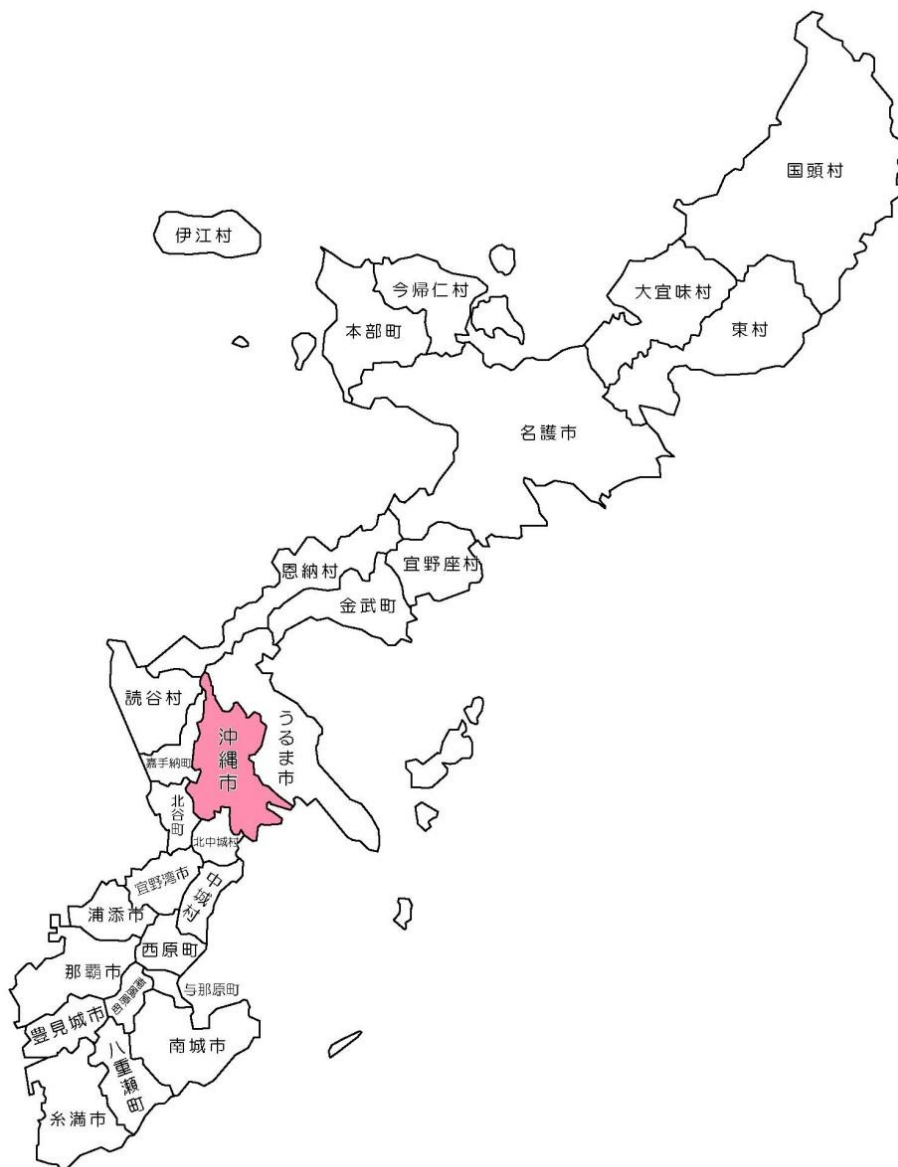 国頭村
伊江村
今帰仁村
大宜味村
本部町
東村
名護市
恩納村
宜野座村
金武町
読谷村
うるま市
沖縄市
嘉手納町
北谷町
北中城村
宜野湾市
中城村
浦添市
西原町
那覇市
与那原町
南風原町
豊見城市
南城市
八重瀬町
糸満市